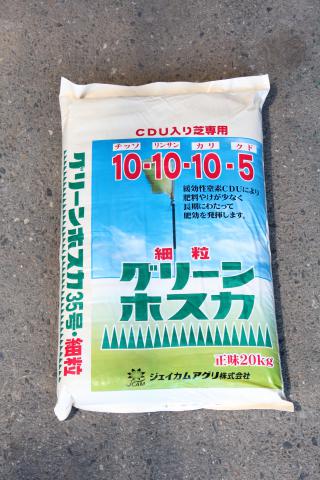 CDU入り芝専用
チッソ リンサン カリ クド
10-10-10-5
緩効性窒素CDUにより
肥料やけが少なく
長期にわたって
肥効を発揮します。
細粒
グリーン
ホスカ
正味20kg
JCAM
ジェイカムアグリ株式会社
グリーンホスカ35号・細粒